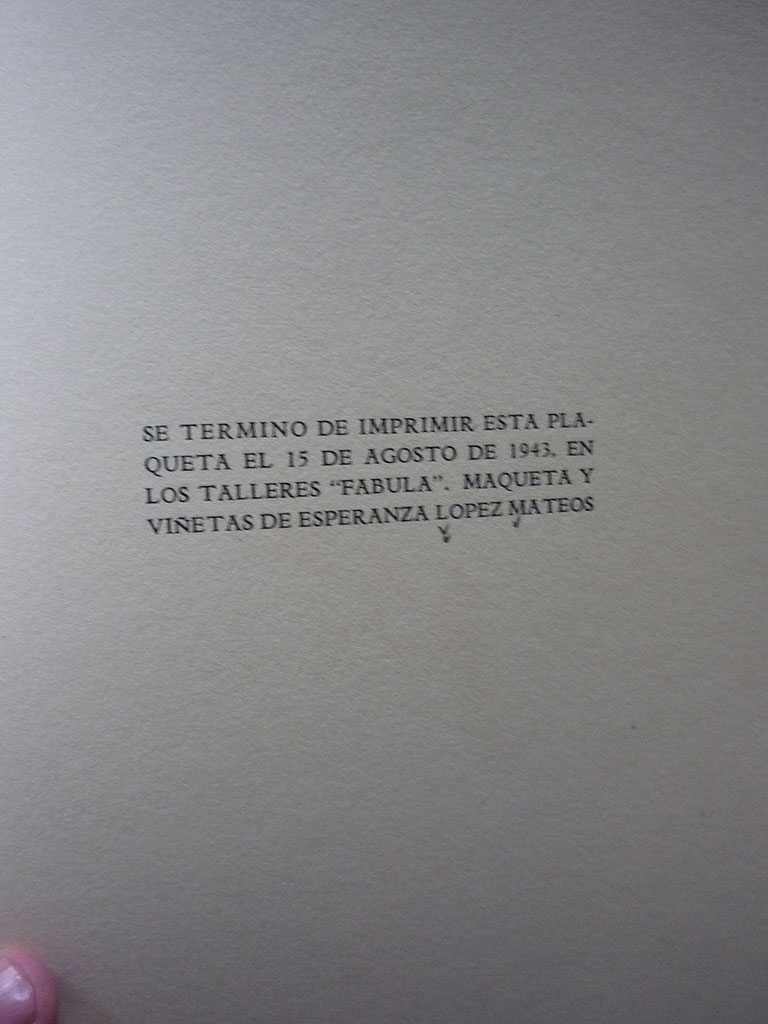 SE TERMINO DE IMPRIMIR ESTA PLA-
QUETA EL 15 DE AGOSTO DE 1943, EN
LOS TALLERES "FABULA". MAQUETA Y
VIÑETAS DE ESPERANZA LOPEZ MATEOS